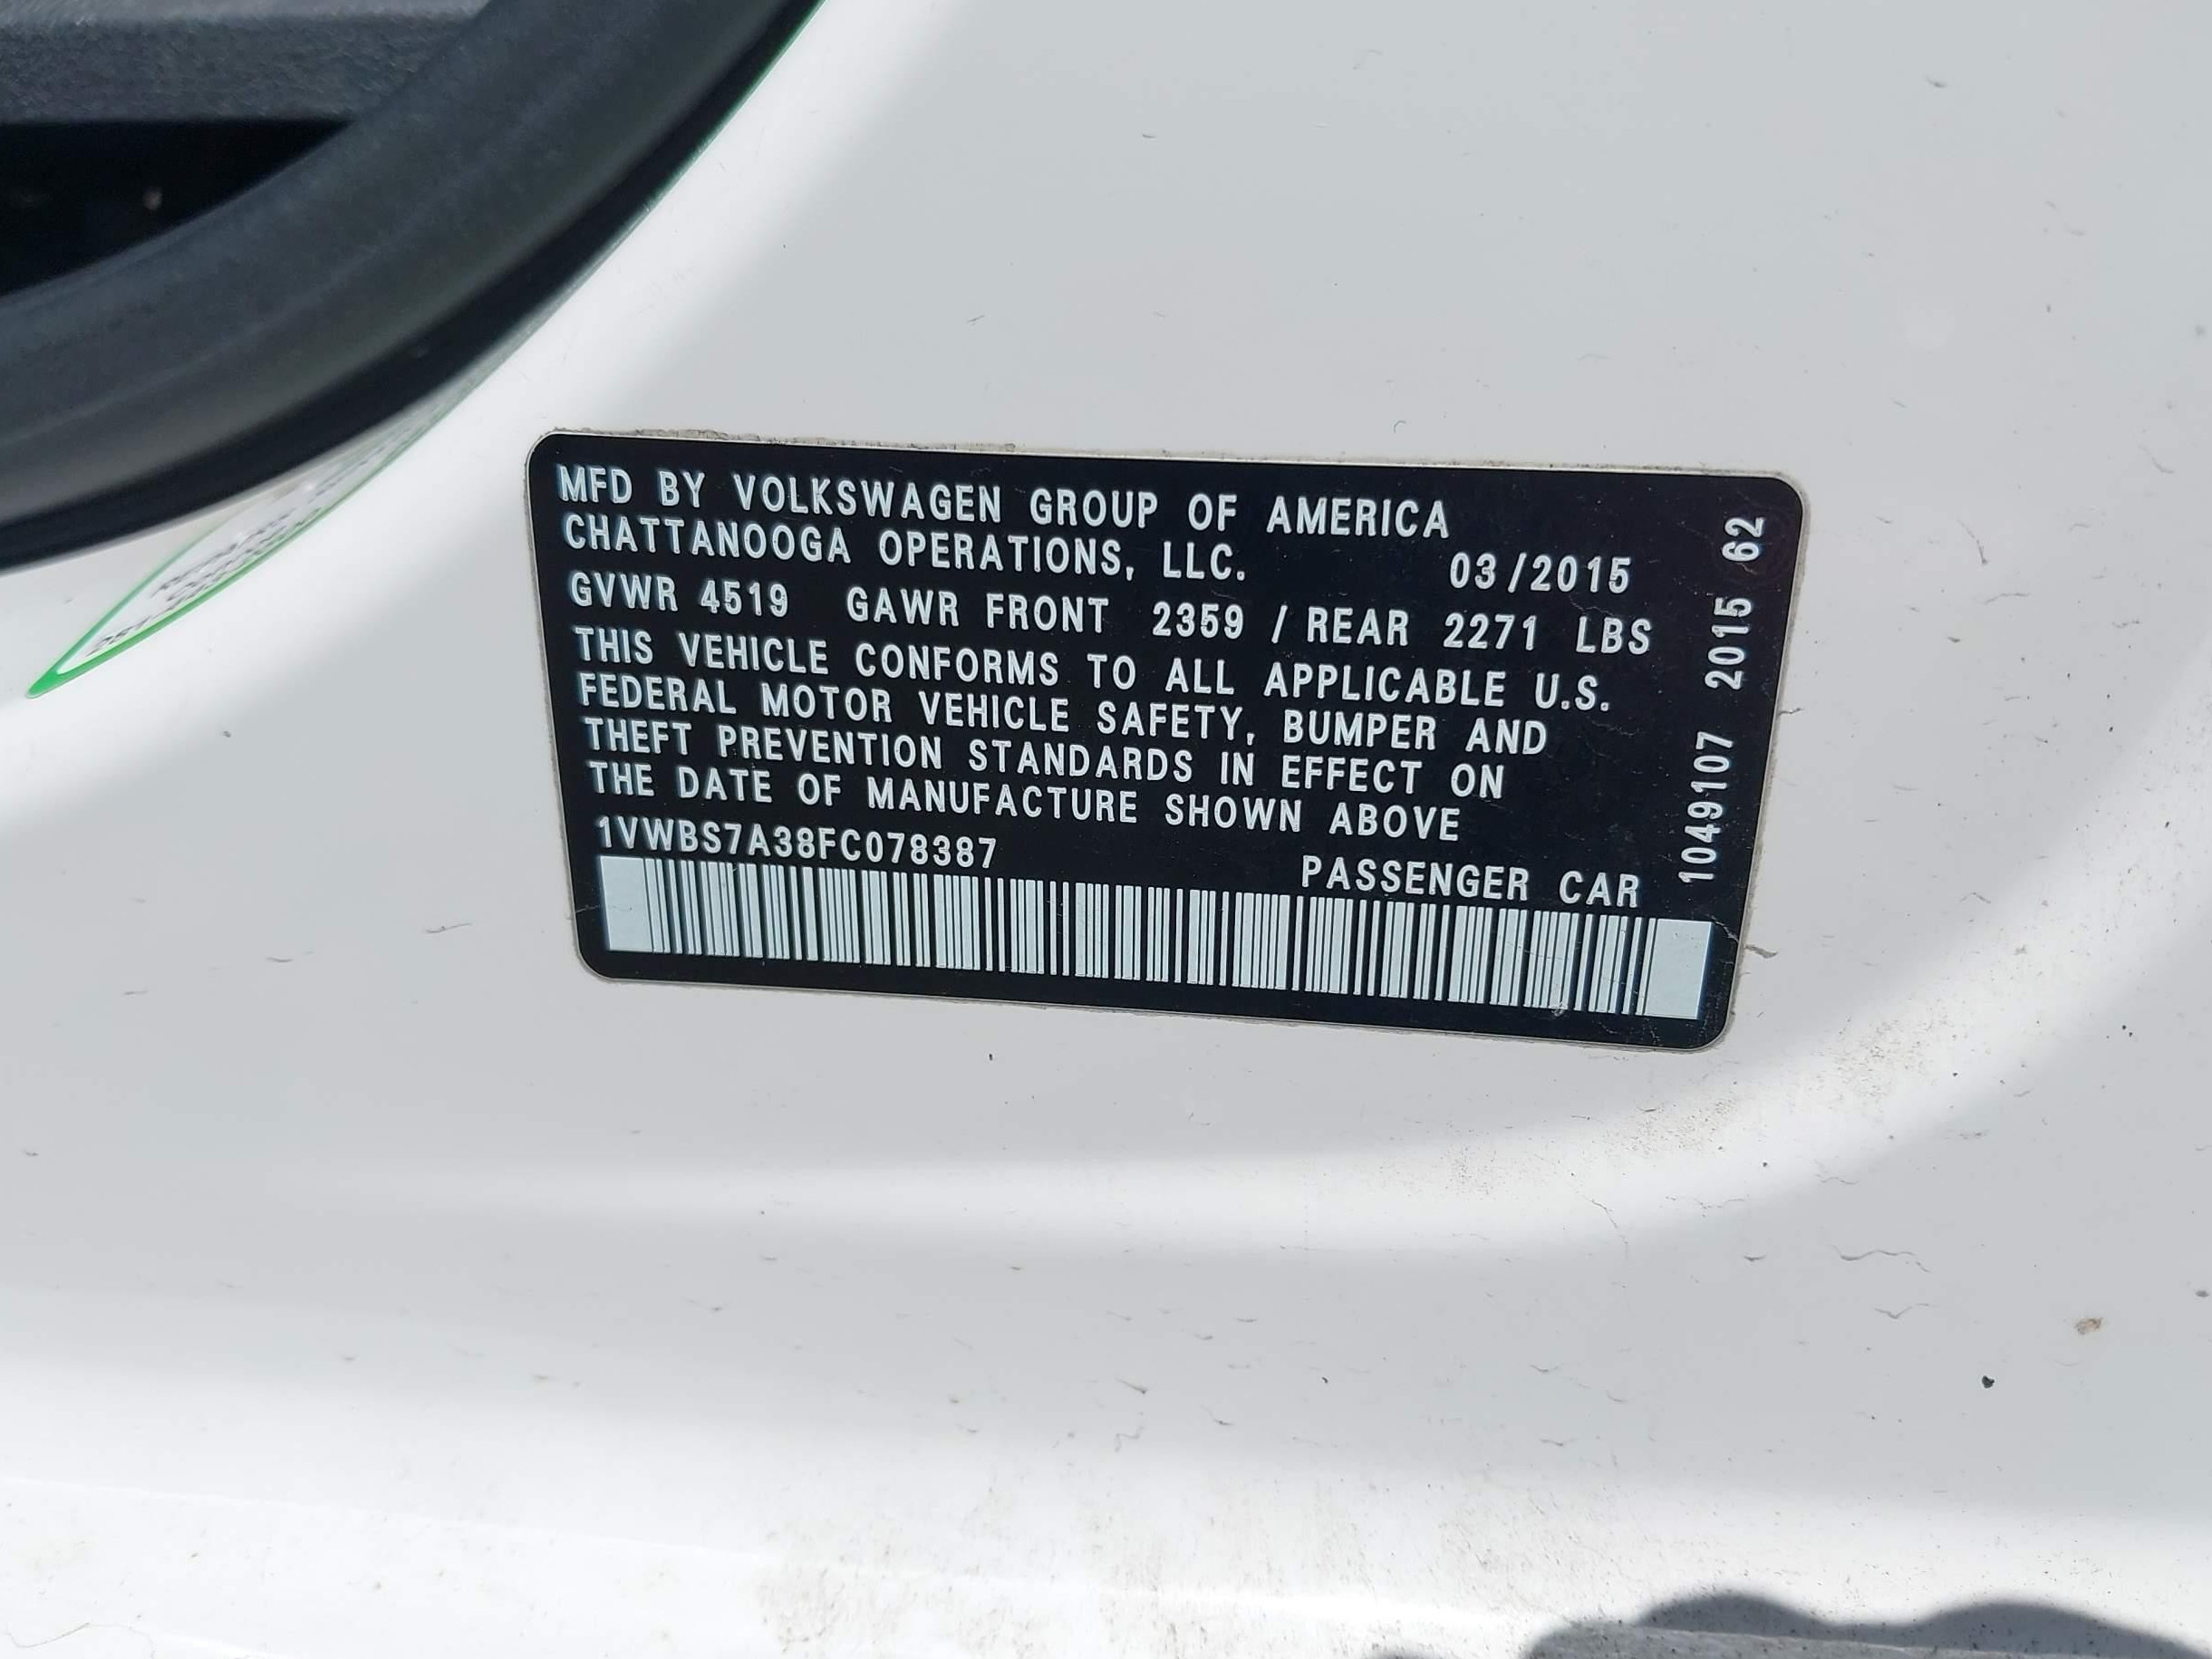 MFD BY VOLKSWAGEN GROUP OF AMERICA
CHATTANOOGA OPERATIONS, LLC. 03/2015
GVWR 4519 GAWR FRONT 2359 / REAR 2271 LBS
THIS VEHICLE CONFORMS TO ALL APPLICABLE U.S.
FEDERAL MOTOR VEHICLE SAFETY, BUMPER AND
THEFT PREVENTION STANDARDS IN EFFECT ON
THE DATE OF MANUFACTURE SHOWN ABOVE
1VWBS7A38FC078387 PASSENGER CAR
1049107 2015 62